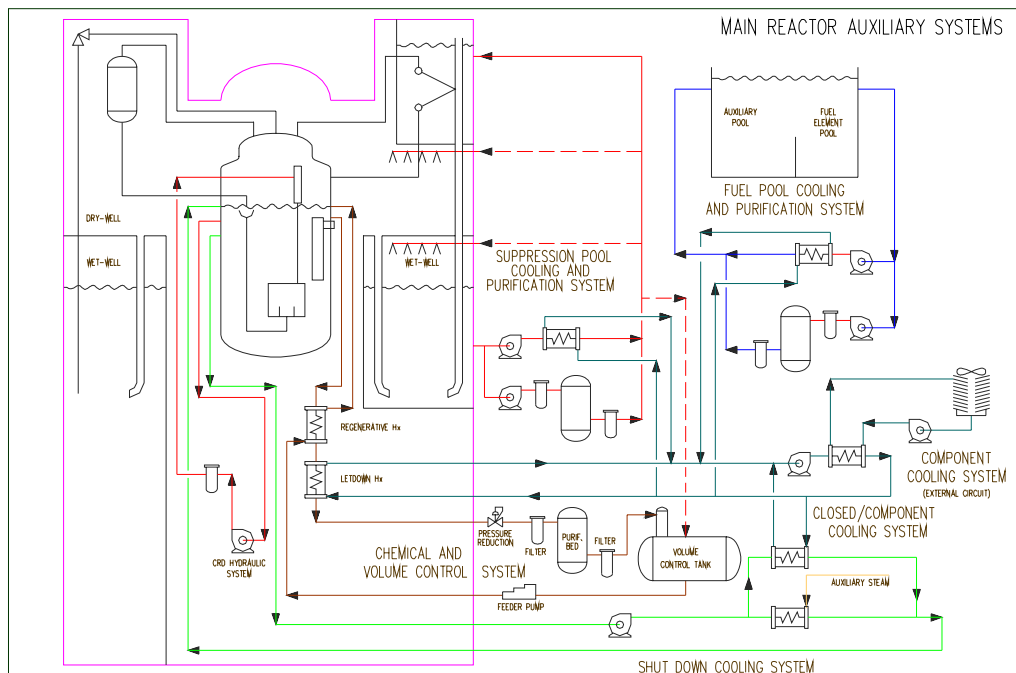 MAIN REACTOR AUXILIARY SYSTEMS
AUXILIARY
POOL
FUEL
ELEMENT
POOL
FUEL POOL COOLING
AND PURIFICATION SYSTEM
DRY-WELL
WET-WELL
WET-WELL
SUPPRESSION POOL
COOLING AND
PURIFICATION SYSTEM
REGENERATIVE Hx
LETDOWN Hx
COMPONENT
COOLING SYSTEM
(EXTERNAL CIRCUIT)
CLOSED/COMPONENT
COOLING SYSTEM
PRESSURE
REDUCTION
FILTER
PURIF.
BED
FILTER
VOLUME
CONTROL TANK
CRD HYDRAULIC
SYSTEM
CHEMICAL AND
VOLUME CONTROL SYSTEM
AUXILIARY STEAM
FEEDER PUMP
SHUT DOWN COOLING SYSTEM